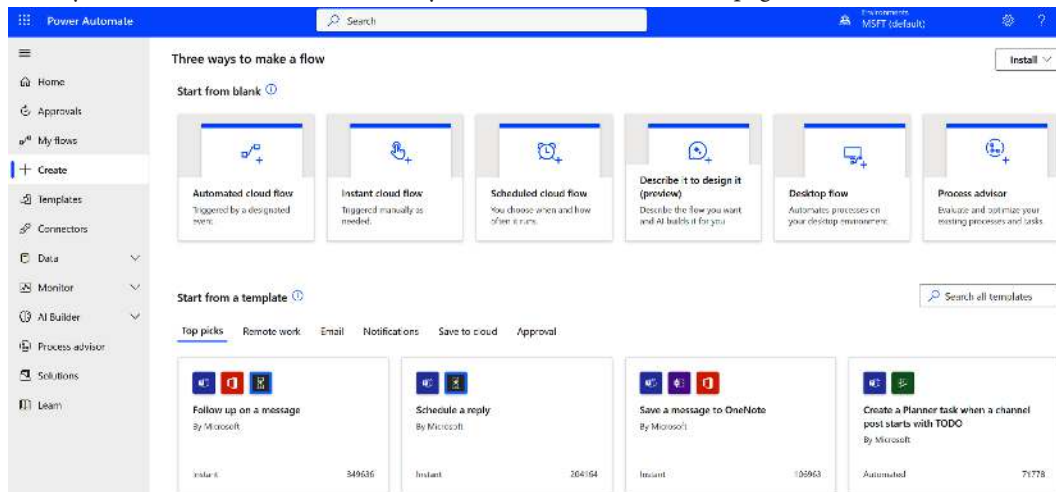 Power Automate
Search
Environments
MSFT (default)
?
Home
Approvals
My flows
Create
Templates
Connectors
Data
Monitor
AI Builder
Process advisor
Solutions
Learn
Three ways to make a flow
Install
Start from blank
Automated cloud flow
Triggered by a designated
event.
Instant cloud flow
Triggered manually as
needed.
Scheduled cloud flow
You choose when and how
often it runs.
Describe it to design it
(preview)
Describe the flow you want
and AI builds it for you
Desktop flow
Automates processes on
your desktop environment.
Process advisor
Evaluate and optimize your
existing processes and tasks
Start from a template
Search all templates
Top picks Remote work Email Notifications Save to cloud Approval
Follow up on a message
By Microsoft
Instant 349636
Schedule a reply
By Microsoft
Instant 204164
Save a message to OneNote
By Microsoft
Instant 106963
Create a Planner task when a channel
post starts with TODO
By Microsoft
Automated 71778